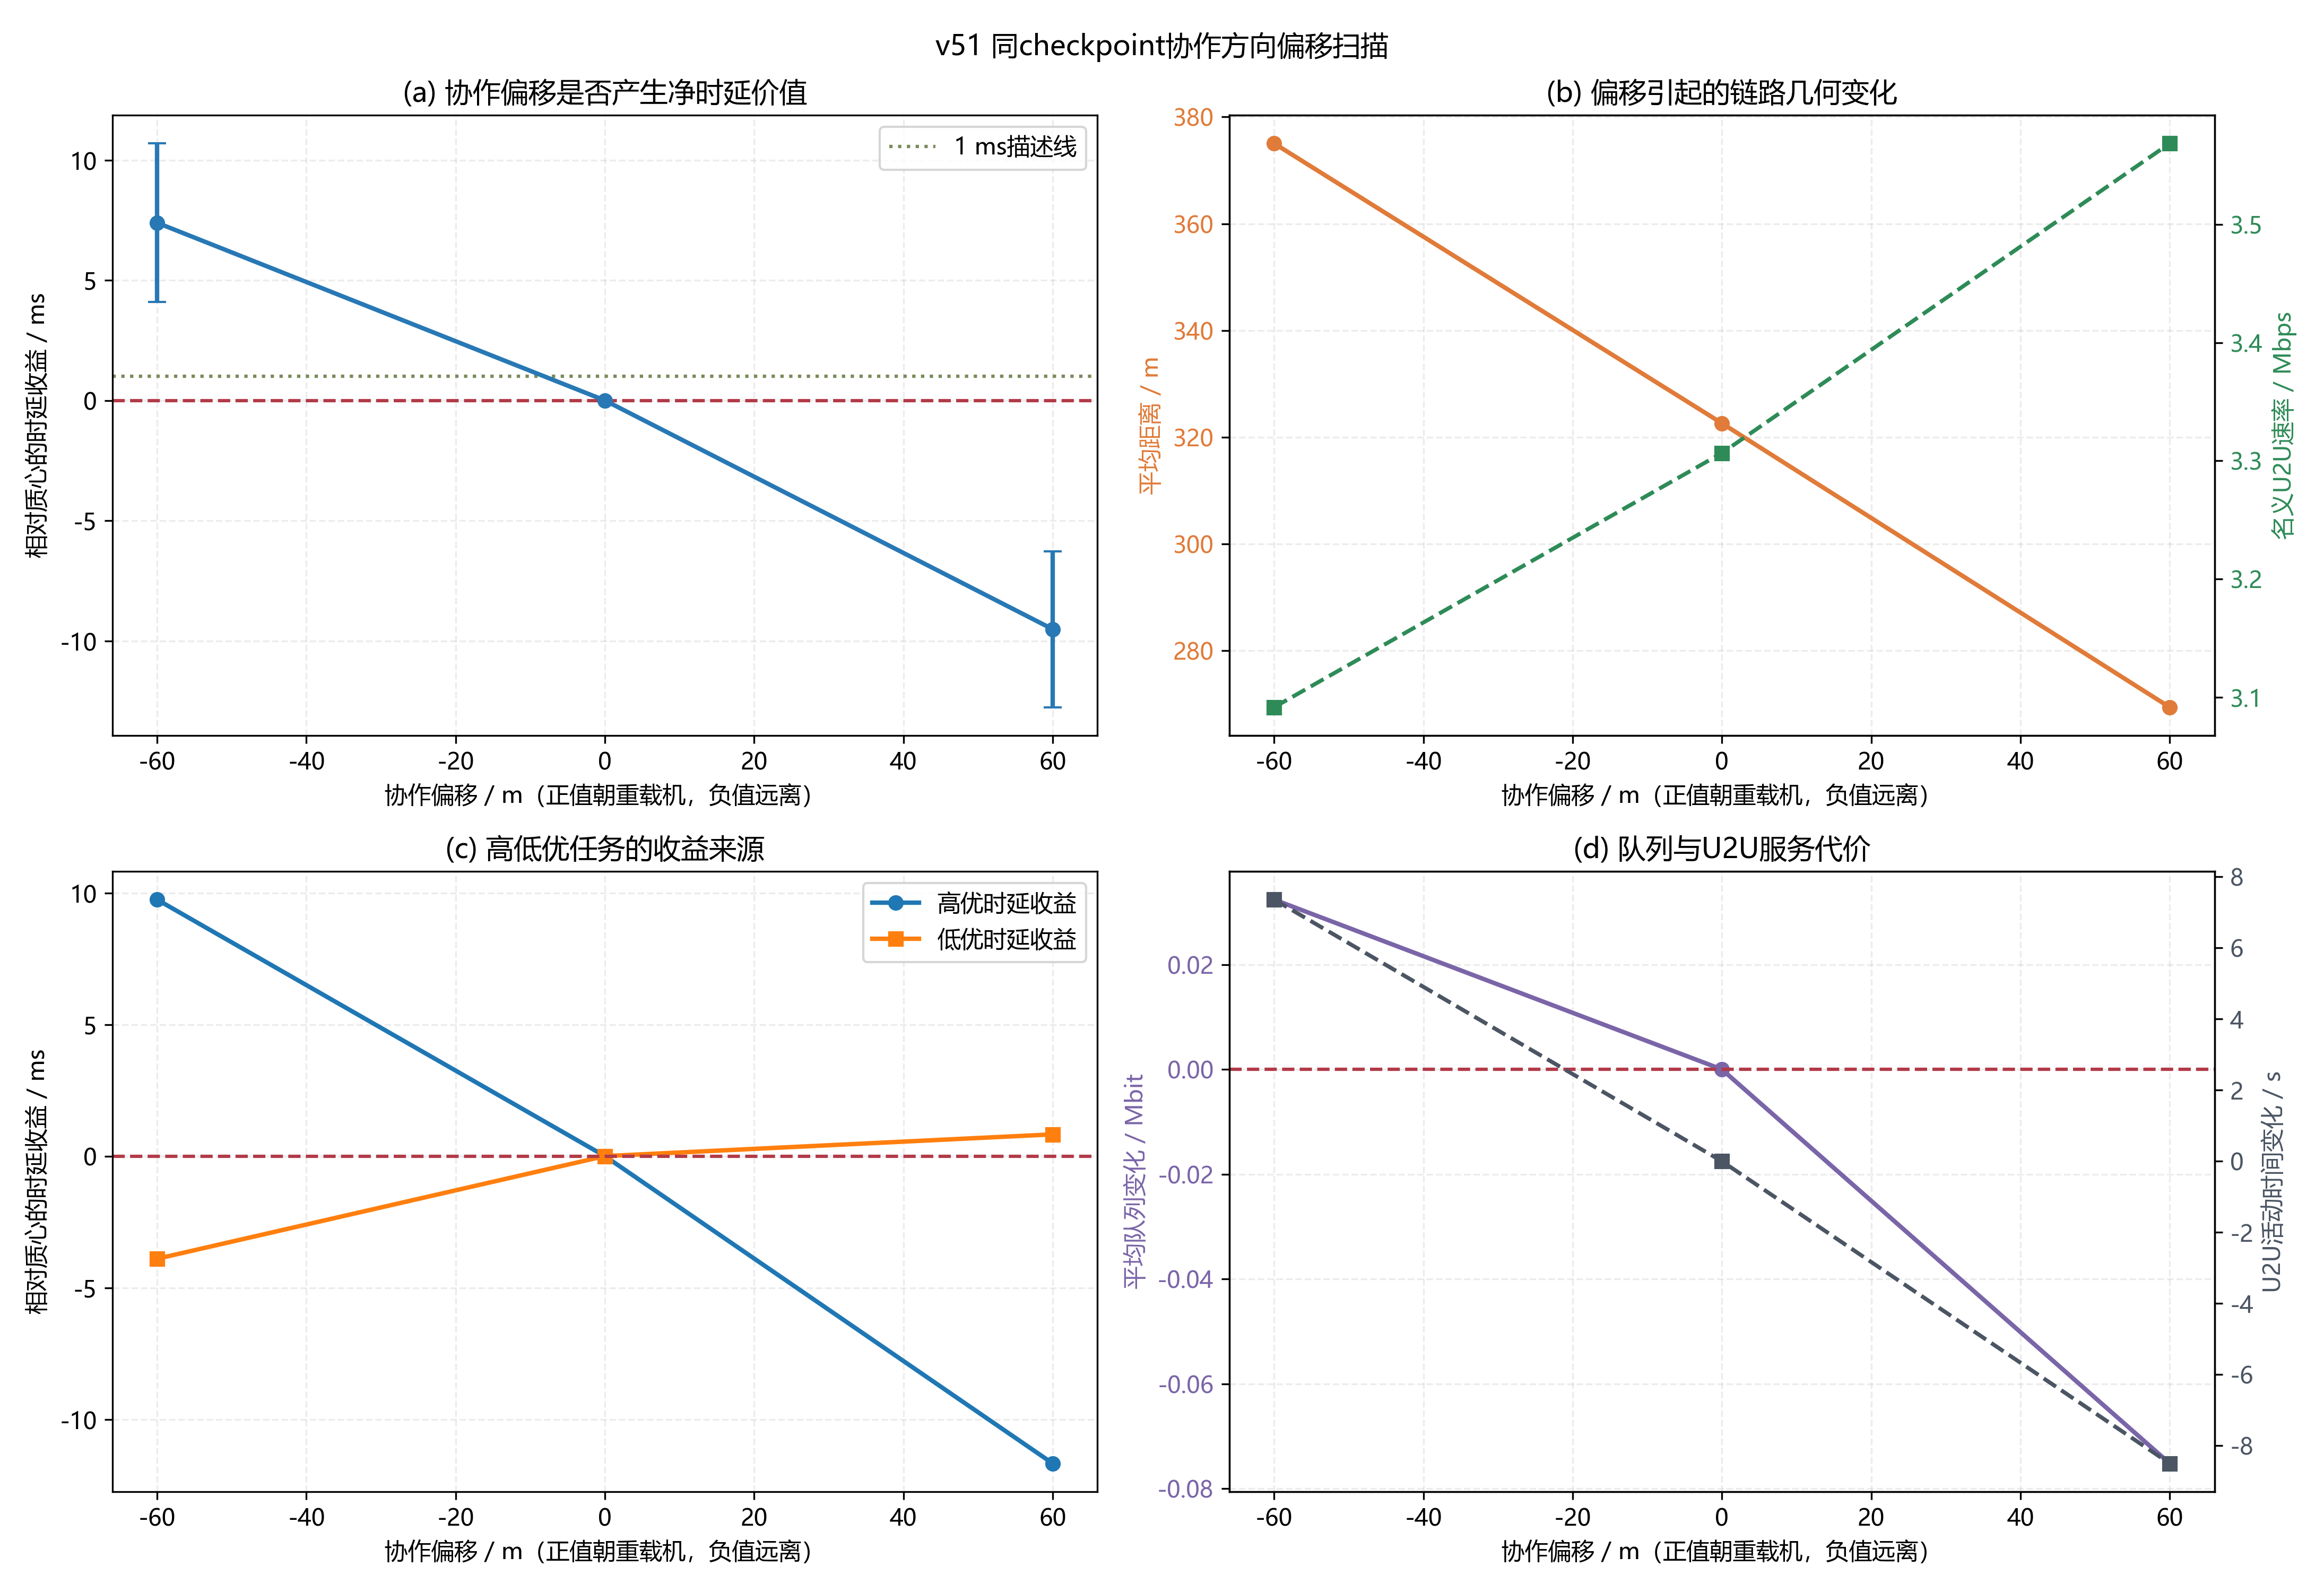 v51 同checkpoint协作方向偏移扫描
(a) 协作偏移是否产生净时延价值
1 ms描述线
10
5
0
-5
-10
相对质心的时延收益 / ms
-60 -40 -20 0 20 40 60
协作偏移 / m（正值朝重载机，负值远离）
(b) 偏移引起的链路几何变化
380
360
340
320
300
280
平均距离 / m
3.5
3.4
3.3
3.2
3.1
名义U2U速率 / Mbps
-60 -40 -20 0 20 40 60
协作偏移 / m（正值朝重载机，负值远离）
(c) 高低优任务的收益来源
高优时延收益
低优时延收益
10
5
0
-5
-10
相对质心的时延收益 / ms
-60 -40 -20 0 20 40 60
协作偏移 / m（正值朝重载机，负值远离）
(d) 队列与U2U服务代价
0.02
0.00
-0.02
-0.04
-0.06
-0.08
平均队列变化 / Mbit
8
6
4
2
0
-2
-4
-6
-8
U2U活动时间变化 / s
-60 -40 -20 0 20 40 60
协作偏移 / m（正值朝重载机，负值远离）